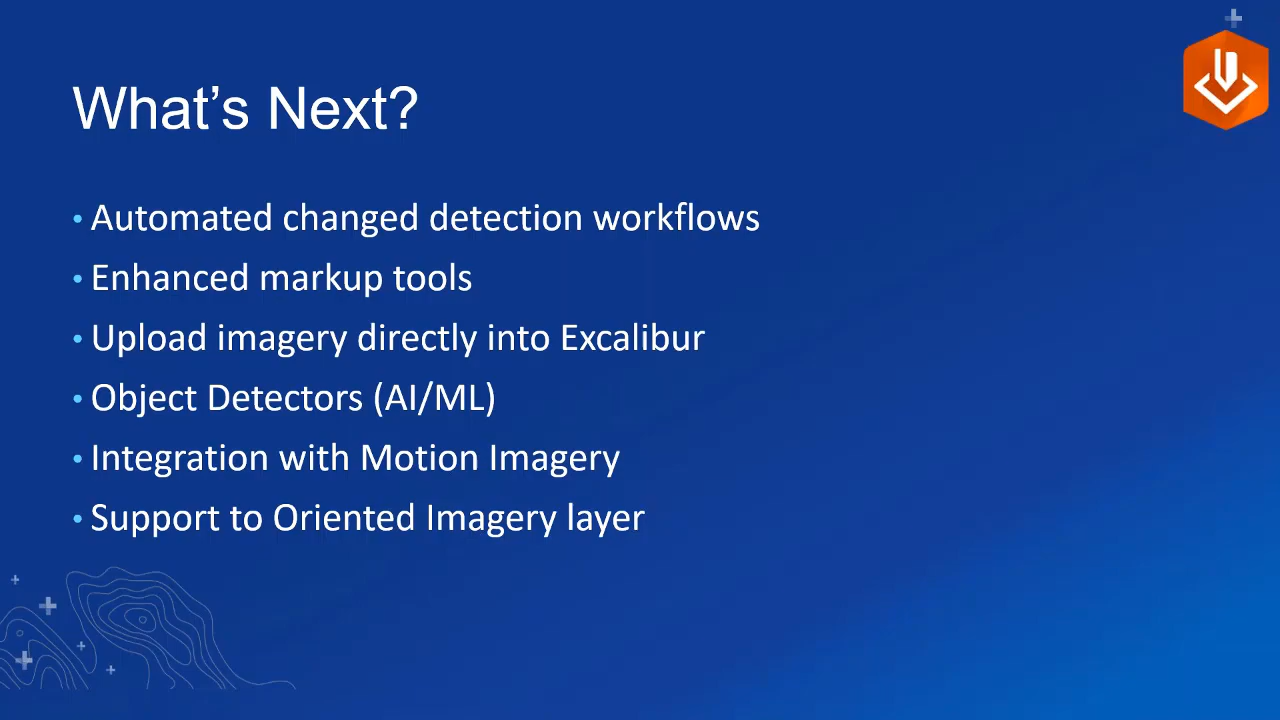 What’s Next?
• Automated changed detection workflows
• Enhanced markup tools
• Upload imagery directly into Excalibur
• Object Detectors (AI/ML)
• Integration with Motion Imagery
• Support to Oriented Imagery layer